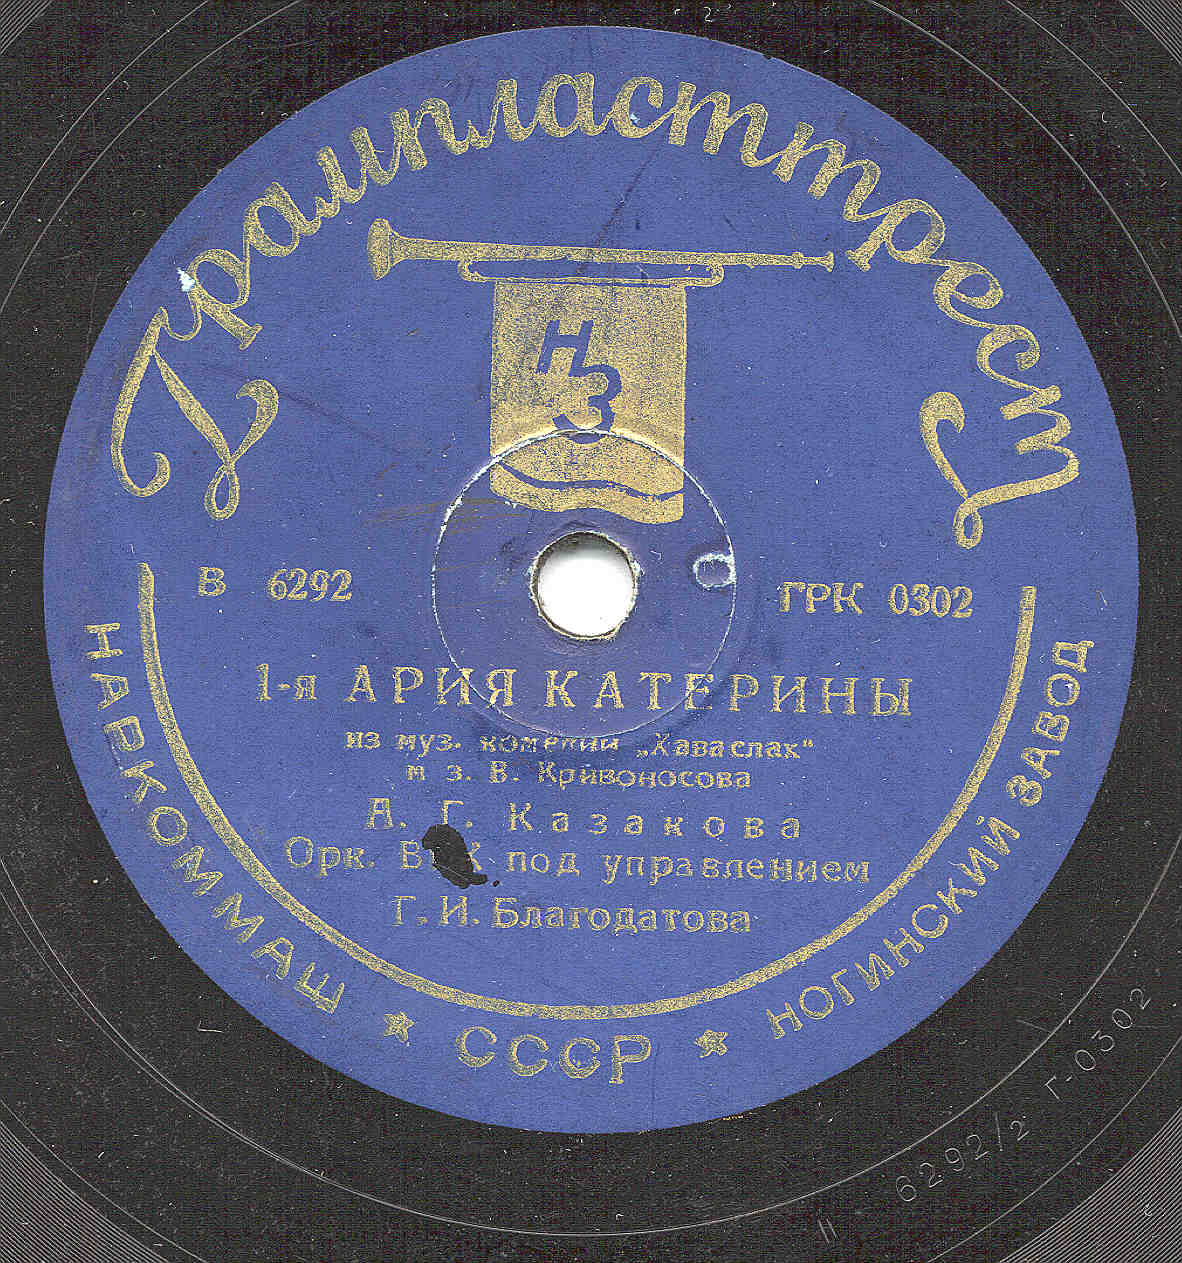 Грампласттрест
НЗ
В 6292
ГРК 0302
1-я АРИЯ КАТЕРИНЫ
из муз. комедии „Хаваслак"
м з. В. Кривоносова
А. Г. Казакова
Орк. под управлением
Г. И. Благодатова
НАРКОММАШ ★ СССР ★ НОГИНСКИЙ ЗАВОД
6292/2 Г-0302